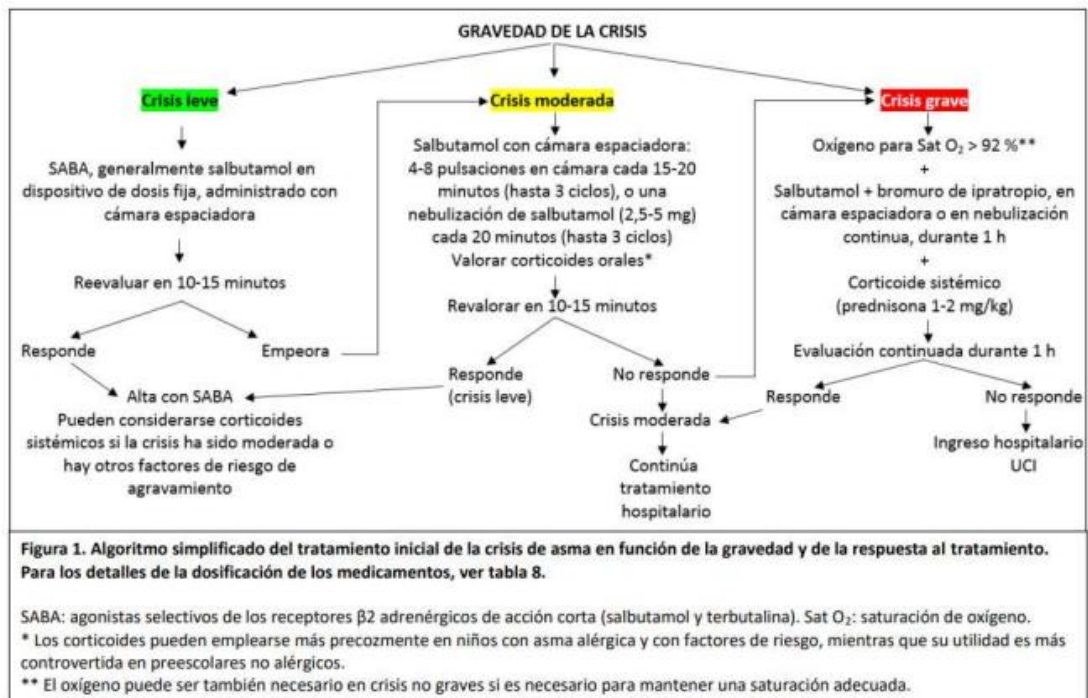 GRAVEDAD DE LA CRISIS
Crisis leve
SABA, generalmente salbutamol en
dispositivo de dosis fija, administrado con
cámara espaciadora
Reevaluar en 10-15 minutos
Responde
Empeora
Alta con SABA
Pueden considerarse corticoides
sistémicos si la crisis ha sido moderada o
hay otros factores de riesgo de
agravamiento
Crisis moderada
Salbutamol con cámara espaciadora:
4-8 pulsaciones en cámara cada 15-20
minutos (hasta 3 ciclos), o una
nebulización de salbutamol (2,5-5 mg)
cada 20 minutos (hasta 3 ciclos)
Valorar corticoides orales*
Revalorar en 10-15 minutos
Responde
(crisis leve)
No responde
Crisis moderada
Continúa
tratamiento
hospitalario
Crisis grave
Oxígeno para Sat O₂ > 92 %**
+
Salbutamol + bromuro de ipratropio, en
cámara espaciadora o en nebulización
continua, durante 1 h
+
Corticoide sistémico
(prednisona 1-2 mg/kg)
Evaluación continuada durante 1 h
Responde
No responde
Ingreso hospitalario
UCI
Figura 1. Algoritmo simplificado del tratamiento inicial de la crisis de asma en función de la gravedad y de la respuesta al tratamiento.
Para los detalles de la dosificación de los medicamentos, ver tabla 8.
SABA: agonistas selectivos de los receptores β2 adrenérgicos de acción corta (salbutamol y terbutalina). Sat O₂: saturación de oxígeno.
* Los corticoides pueden emplearse más precozmente en niños con asma alérgica y con factores de riesgo, mientras que su utilidad es más
controvertida en preescolares no alérgicos.
** El oxígeno puede ser también necesario en crisis no graves si es necesario para mantener una saturación adecuada.